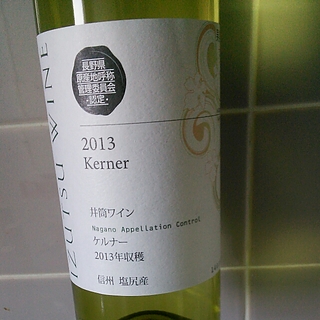 Izutsu WINE
長野県
原産地呼称
管理委員会
・認定・
2013
Kerner
井筒ワイン
Nagano Appellation Control
ケルナー
2013年収穫
信州 塩尻産